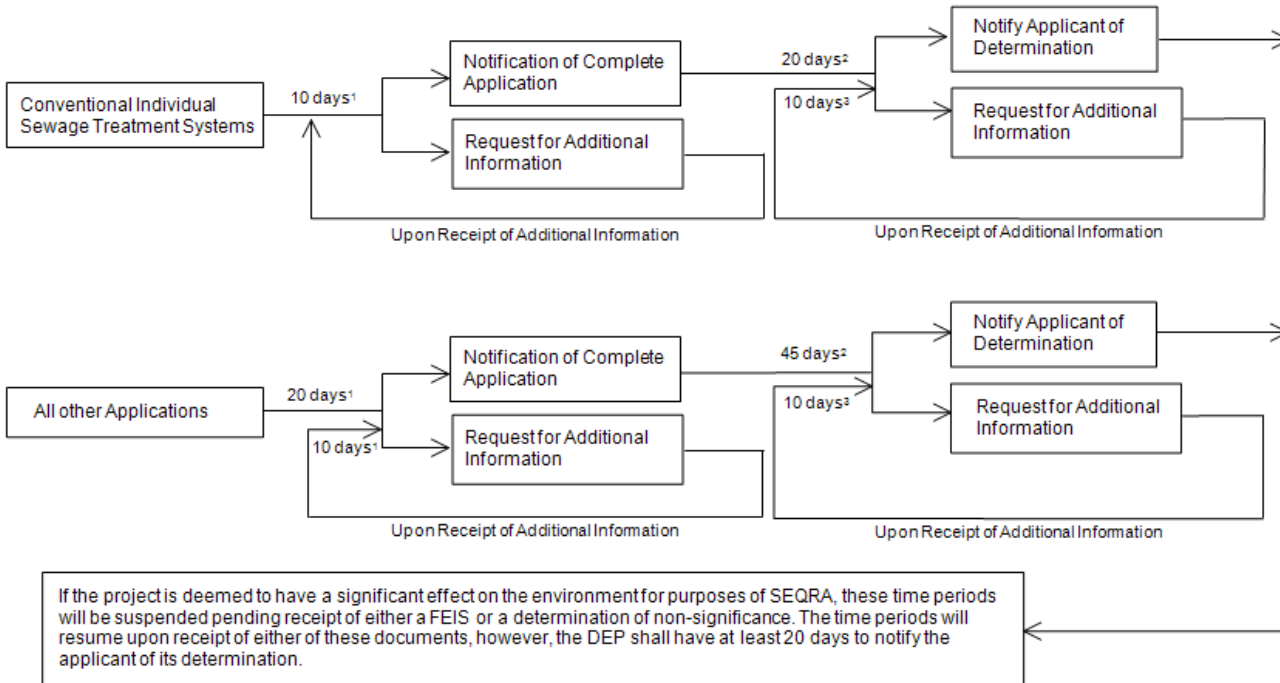 Conventional Individual
Sewage Treatment Systems
10 days¹
Notification of Complete
Application
Request for Additional
Information
Upon Receipt of Additional Information
20 days²
10 days³
Notify Applicant of
Determination
Request for Additional
Information
Upon Receipt of Additional Information
All other Applications
20 days¹
10 days¹
Notification of Complete
Application
Request for Additional
Information
Upon Receipt of Additional Information
45 days²
10 days³
Notify Applicant of
Determination
Request for Additional
Information
Upon Receipt of Additional Information
If the project is deemed to have a significant effect on the environment for purposes of SEQRA, these time periods
will be suspended pending receipt of either a FEIS or a determination of non-significance. The time periods will
resume upon receipt of either of these documents, however, the DEP shall have at least 20 days to notify the
applicant of its determination.